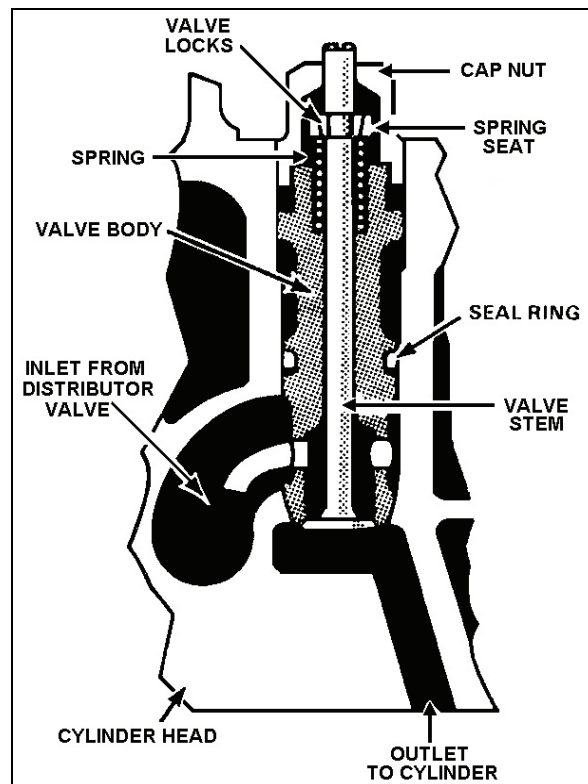 VALVE
LOCKS
CAP NUT
SPRING
SPRING
SEAT
VALVE BODY
SEAL RING
INLET FROM
DISTRIBUTOR
VALVE
VALVE
STEM
CYLINDER HEAD
OUTLET
TO CYLINDER